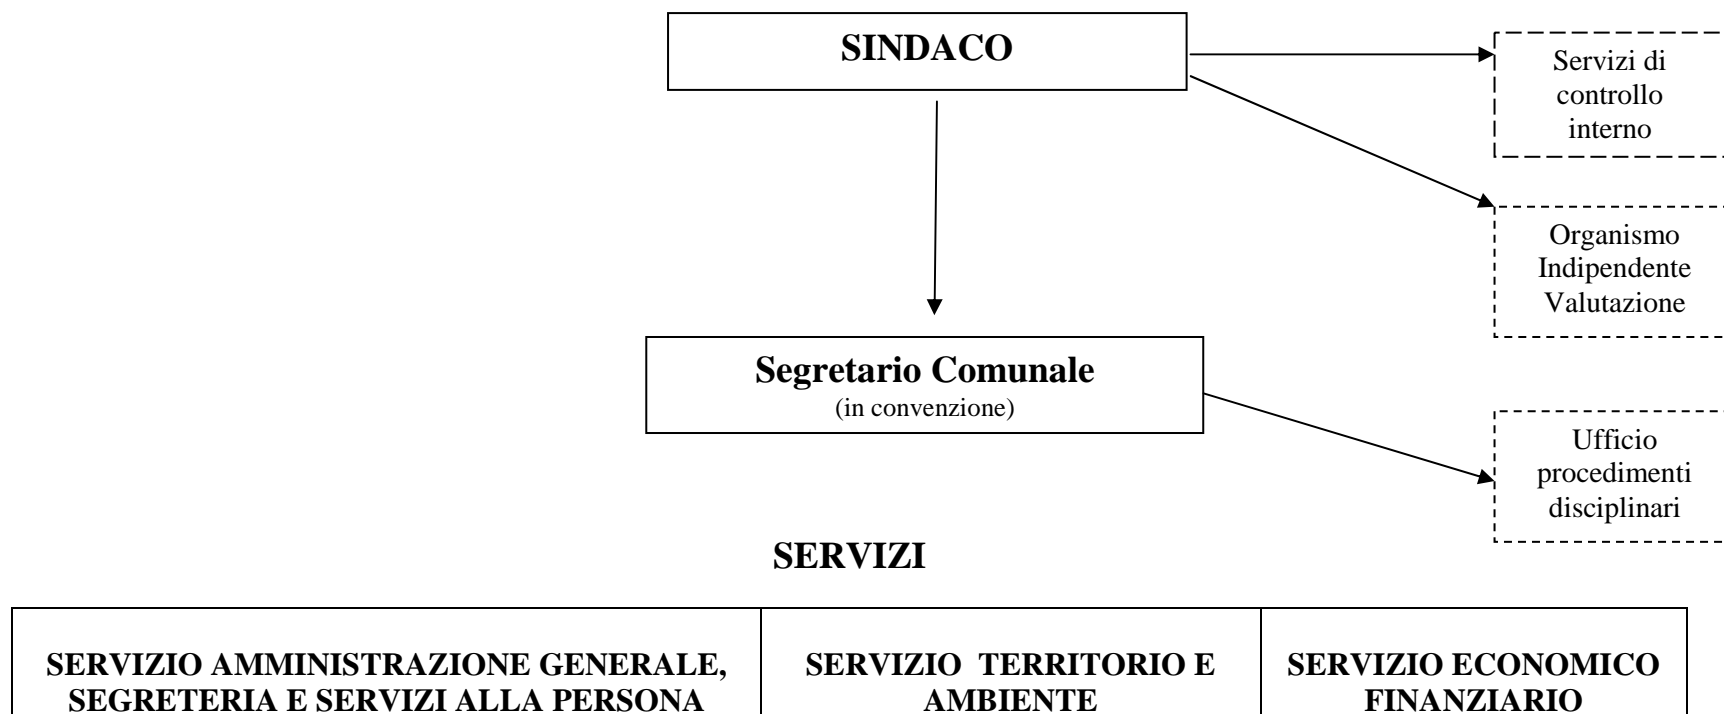 SINDACO
Servizi di
controllo
interno
Organismo
Indipendente
Valutazione
Segretario Comunale
(in convenzione)
Ufficio
procedimenti
disciplinari
SERVIZI
SERVIZIO AMMINISTRAZIONE GENERALE,
SEGRETERIA E SERVIZI ALLA PERSONA
SERVIZIO TERRITORIO E
AMBIENTE
SERVIZIO ECONOMICO
FINANZIARIO